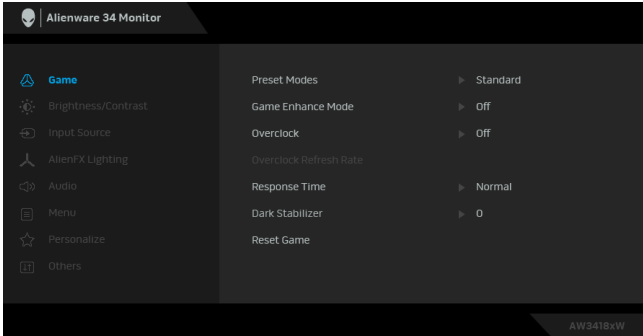 Alienware 34 Monitor
Game
Preset Modes Standard
Brightness/Contrast
Game Enhance Mode Off
Input Source
Overclock Off
AlienFX Lighting
Overclock Refresh Rate
Audio
Response Time Normal
Menu
Dark Stabilizer 0
Personalize
Reset Game
Others
AW3418xW